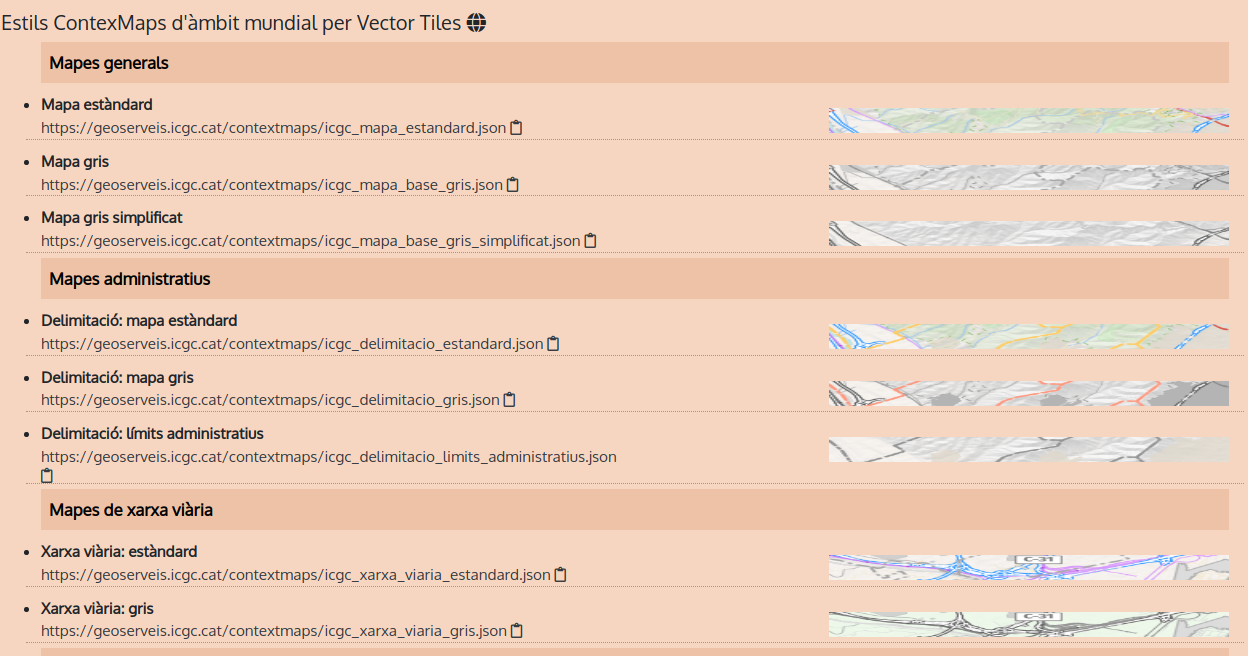 Estils ContexMaps d'àmbit mundial per Vector Tiles
Mapes generals
Mapa estàndard
https://geoserveis.icgc.cat/contextmaps/icgc_mapa_estandard.json
Mapa gris
https://geoserveis.icgc.cat/contextmaps/icgc_mapa_base_gris.json
Mapa gris simplificat
https://geoserveis.icgc.cat/contextmaps/icgc_mapa_base_gris_simplificat.json
Mapes administratius
Delimitació: mapa estàndard
https://geoserveis.icgc.cat/contextmaps/icgc_delimitacio_estandard.json
Delimitació: mapa gris
https://geoserveis.icgc.cat/contextmaps/icgc_delimitacio_gris.json
Delimitació: límits administratius
https://geoserveis.icgc.cat/contextmaps/icgc_delimitacio_limits_administratius.json
Mapes de xarxa viària
Xarxa viària: estàndard
C-31
https://geoserveis.icgc.cat/contextmaps/icgc_xarxa_viaria_estandard.json
Xarxa viària: gris
C-31
https://geoserveis.icgc.cat/contextmaps/icgc_xarxa_viaria_gris.json